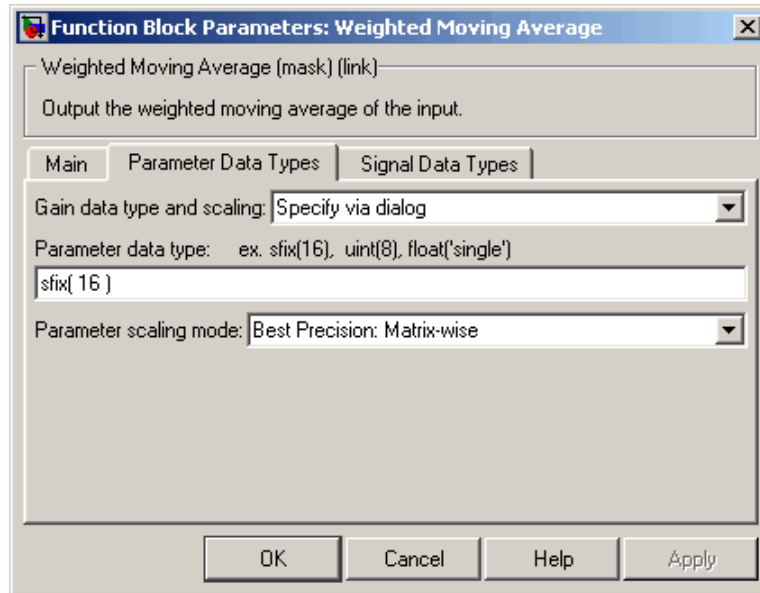 Function Block Parameters: Weighted Moving Average
Weighted Moving Average (mask) (link)
Output the weighted moving average of the input.
Main Parameter Data Types Signal Data Types
Gain data type and scaling: Specify via dialog
Parameter data type: ex. sfix(16), uint(8), float('single')
sfix( 16 )
Parameter scaling mode: Best Precision: Matrix-wise
OK Cancel Help Apply